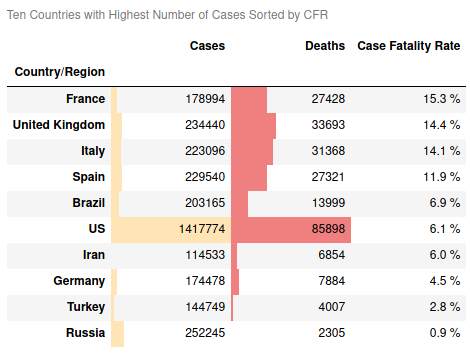 Ten Countries with Highest Number of Cases Sorted by CFR
Cases Deaths Case Fatality Rate
Country/Region
France 178994 27428 15.3 %
United Kingdom 234440 33693 14.4 %
Italy 223096 31368 14.1 %
Spain 229540 27321 11.9 %
Brazil 203165 13999 6.9 %
US 1417774 85898 6.1 %
Iran 114533 6854 6.0 %
Germany 174478 7884 4.5 %
Turkey 144749 4007 2.8 %
Russia 252245 2305 0.9 %